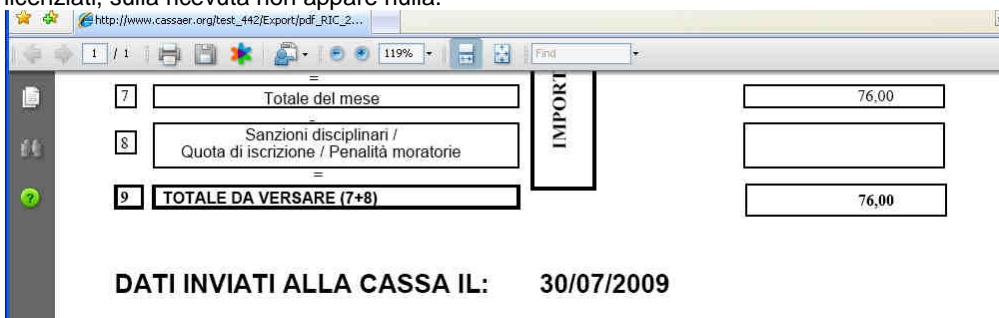 licenziati, sulla ricevuta non appare nulla.
http://www.cassaer.org/test_442/Export/pdf_RIC_2...
1 / 1 119% Find
=
7 Totale del mese 76,00
-
8 Sanzioni disciplinari /
Quota di iscrizione / Penalità moratorie
=
9 TOTALE DA VERSARE (7+8) 76,00
IMPORT
DATI INVIATI ALLA CASSA IL: 30/07/2009